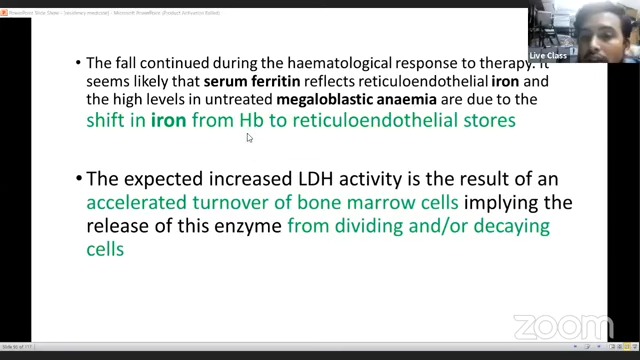 PowerPoint Slide Show - [recovery medicine] - Microsoft PowerPoint (Product Activation Failed)
Live Class
• The fall continued during the haematological response to therapy. It
seems likely that serum ferritin reflects reticuloendothelial iron and
the high levels in untreated megaloblastic anaemia are due to the
shift in iron from Hb to reticuloendothelial stores
• The expected increased LDH activity is the result of an
accelerated turnover of bone marrow cells implying the
release of this enzyme from dividing and/or decaying
cells
zoom